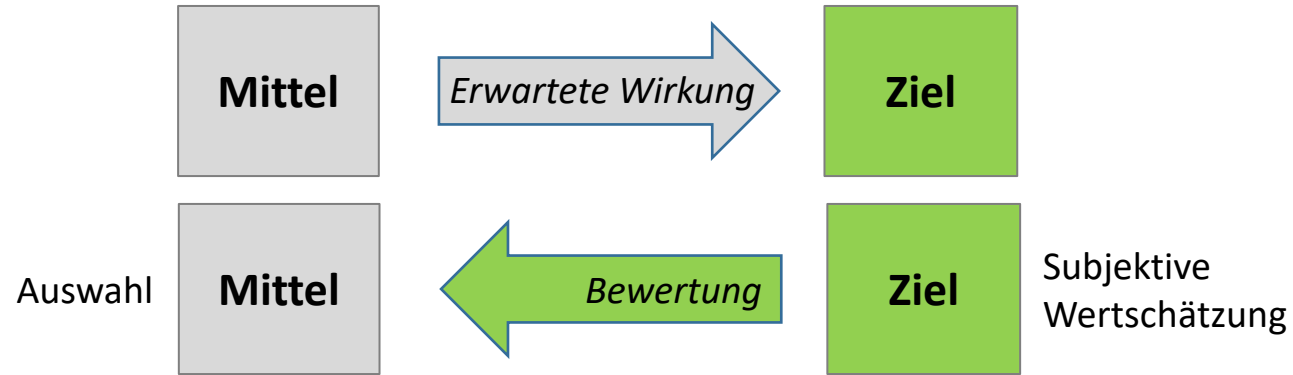 Mittel
Erwartete Wirkung
Ziel
Auswahl
Mittel
Bewertung
Ziel
Subjektive
Wertschätzung